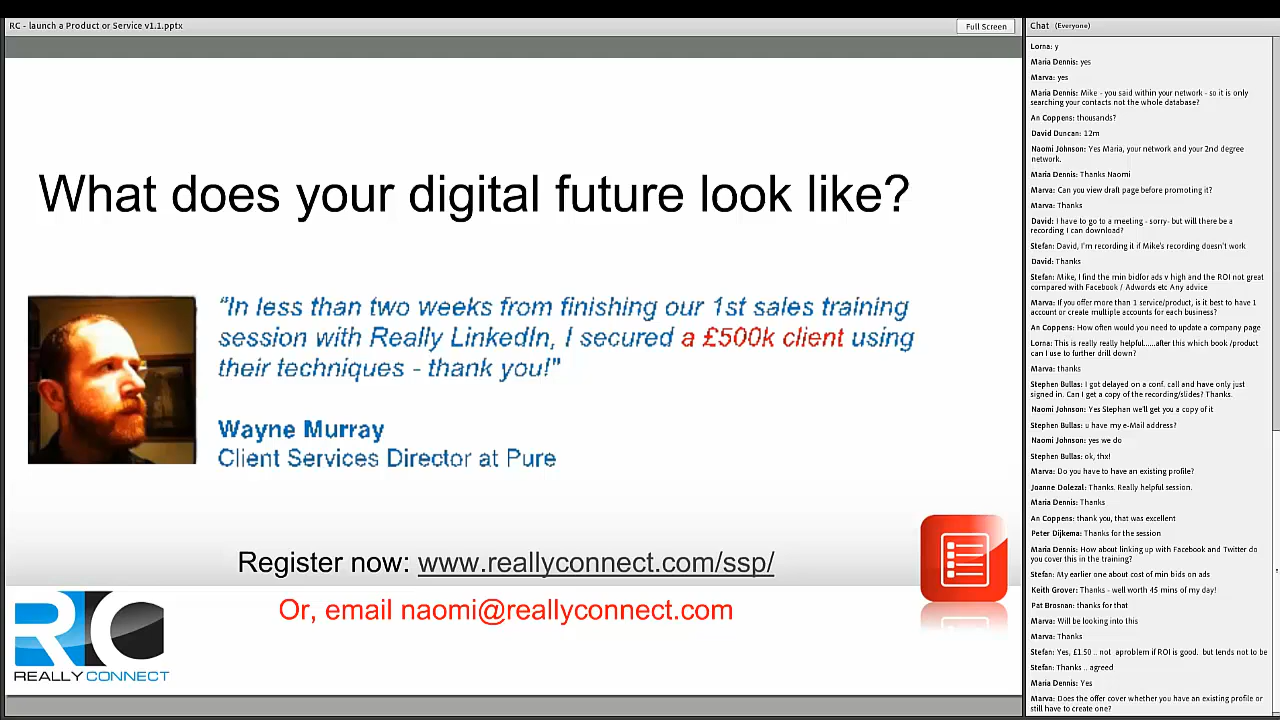 RC - launch a Product or Service v1.1.pptx
Full Screen
What does your digital future look like?
“In less than two weeks from finishing our 1st sales training
session with Really LinkedIn, I secured a £500k client using
their techniques - thank you!"
Wayne Murray
Client Services Director at Pure
Register now: www.reallyconnect.com/ssp/
Or, email naomi@reallyconnect.com
RC
REALLYCONNECT
Chat (Everyone)
Lorna: y
Maria Dennis: yes
Marva: yes
Maria Dennis: Mike - you said within your network - so it is only
searching your contacts not the whole database?
An Coppens: thousands?
David Duncan: 12m
Naomi Johnson: Yes Maria, your network and your 2nd degree
network.
Maria Dennis: Thanks Naomi
Marva: Can you view draft page before promoting it?
Marva: Thanks
David: I have to go to a meeting - sorry- but will there be a
recording I can download?
Stefan: David, I'm recording it if Mike's recording doesn't work
David: Thanks
Stefan: Mike, I find the min bidfor ads v high and the ROI not great
compared with Facebook / Adwords etc Any advice
Marva: If you offer more than 1 service/product, is it best to have 1
account or create multiple accounts for each business?
An Coppens: How often would you need to update a company page
Lorna: This is really really helpful......after this which book /product
can I use to further drill down?
Marva: thanks
Stephen Bullas: I got delayed on a conf. call and have only just
signed in. Can I get a copy of the recording/slides? Thanks.
Naomi Johnson: Yes Stephan we'll get you a copy of it
Stephen Bullas: u have my e-Mail address?
Naomi Johnson: yes we do
Stephen Bullas: ok, thx!
Marva: Do you have to have an existing profile?
Joanne Dolezal: Thanks. Really helpful session.
Maria Dennis: Thanks
An Coppens: thank you, that was excellent
Peter Dijkema: Thanks for the session
Maria Dennis: How about linking up with Facebook and Twitter do
you cover this in the training?
Stefan: My earlier one about cost of min bids on ads
Keith Grover: Thanks - well worth 45 mins of my day!
Pat Brosnan: thanks for that
Marva: Will be looking into this
Marva: Thanks
Stefan: Yes, £1.50 .. not aproblem if ROI is good. but tends not to be
Stefan: Thanks .. agreed
Maria Dennis: Yes
Marva: Does the offer cover whether you have an existing profile or
still have to create one?